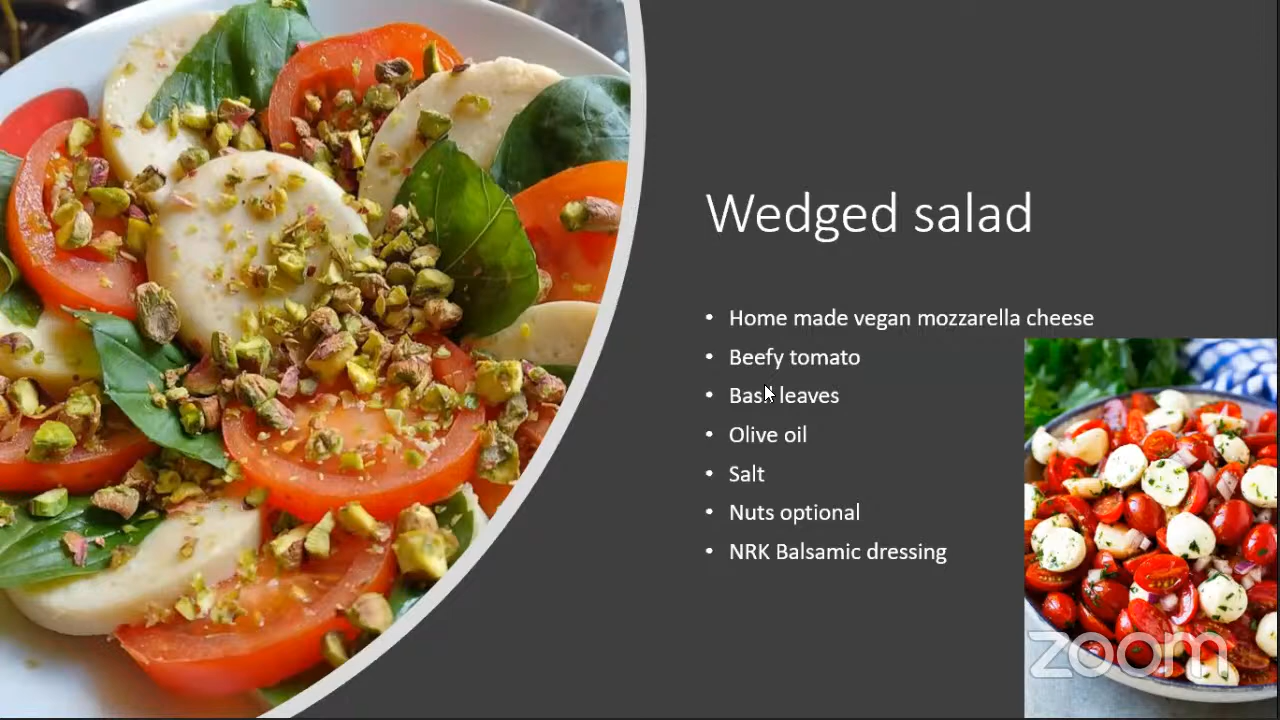 Wedged salad
• Home made vegan mozzarella cheese
• Beefy tomato
• Basil leaves
• Olive oil
• Salt
• Nuts optional
• NRK Balsamic dressing
zoom